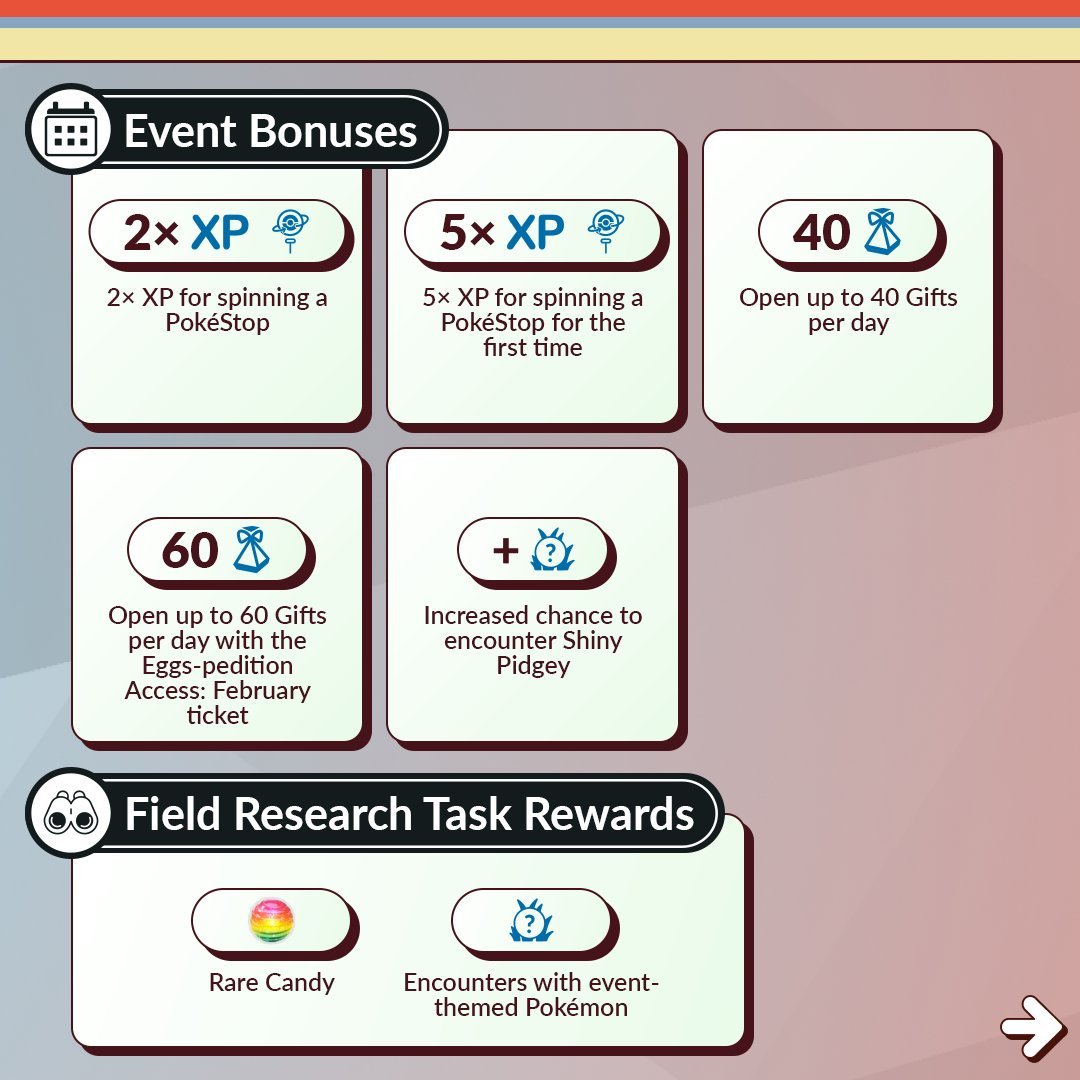 Event Bonuses
2× XP
2× XP for spinning a
PokéStop
5× XP
5× XP for spinning a
PokéStop for the
first time
40
Open up to 40 Gifts
per day
60
Open up to 60 Gifts
per day with the
Eggs-pedition
Access: February
ticket
+ ?
Increased chance to
encounter Shiny
Pidgey
Field Research Task Rewards
Rare Candy
?
Encounters with event-
themed Pokémon